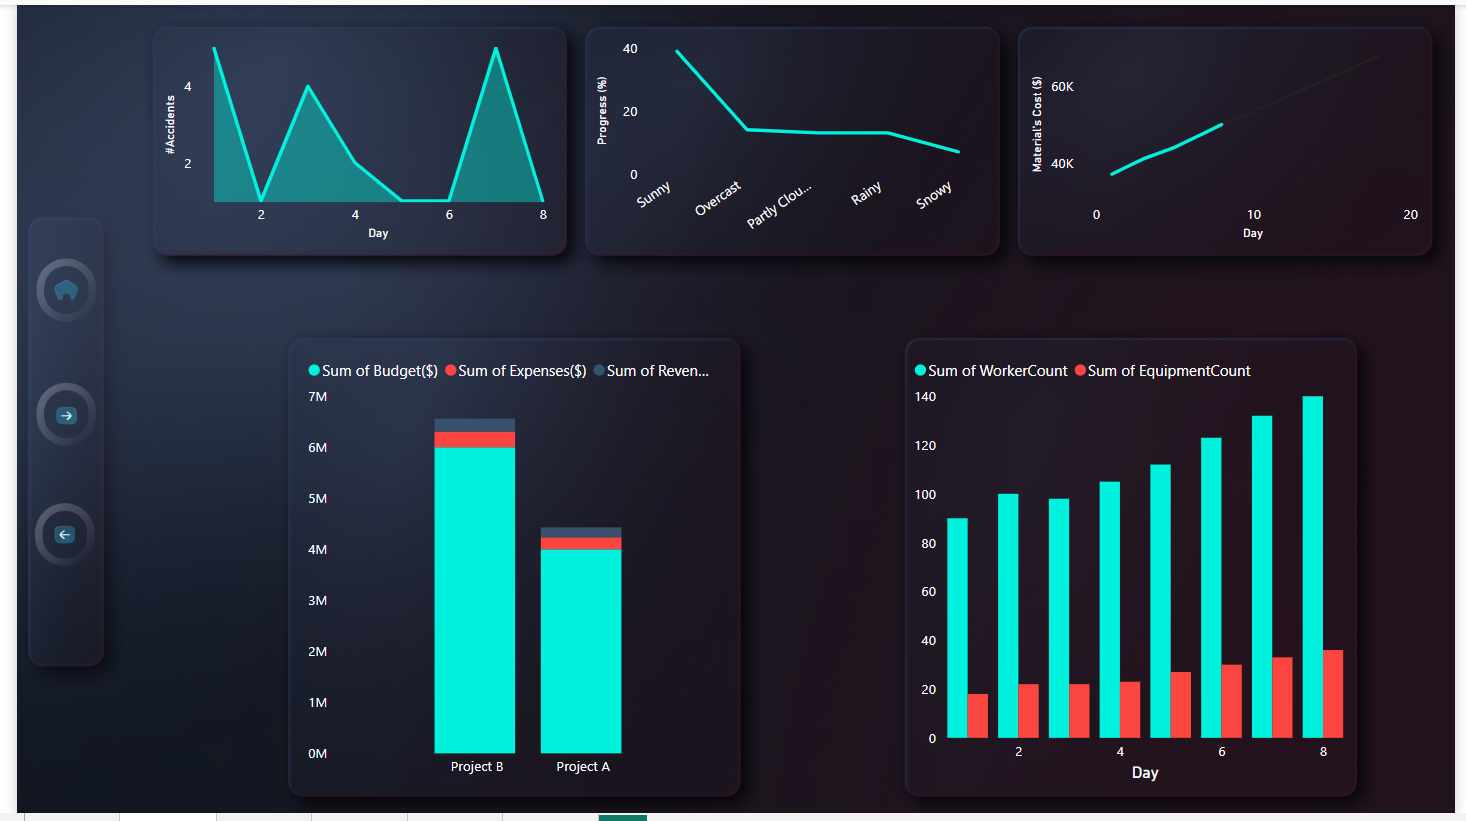 #Accidents
4
2
2
4
6
8
Day
Progress (%)
40
20
0
Sunny
Overcast
Partly Clou...
Rainy
Snowy
Material's Cost ($)
60K
40K
0
10
20
Day
Sum of Budget($) Sum of Expenses($) Sum of Reven...
7M
6M
5M
4M
3M
2M
1M
0M
Project B
Project A
Sum of WorkerCount Sum of EquipmentCount
140
120
100
80
60
40
20
0
2
4
6
8
Day